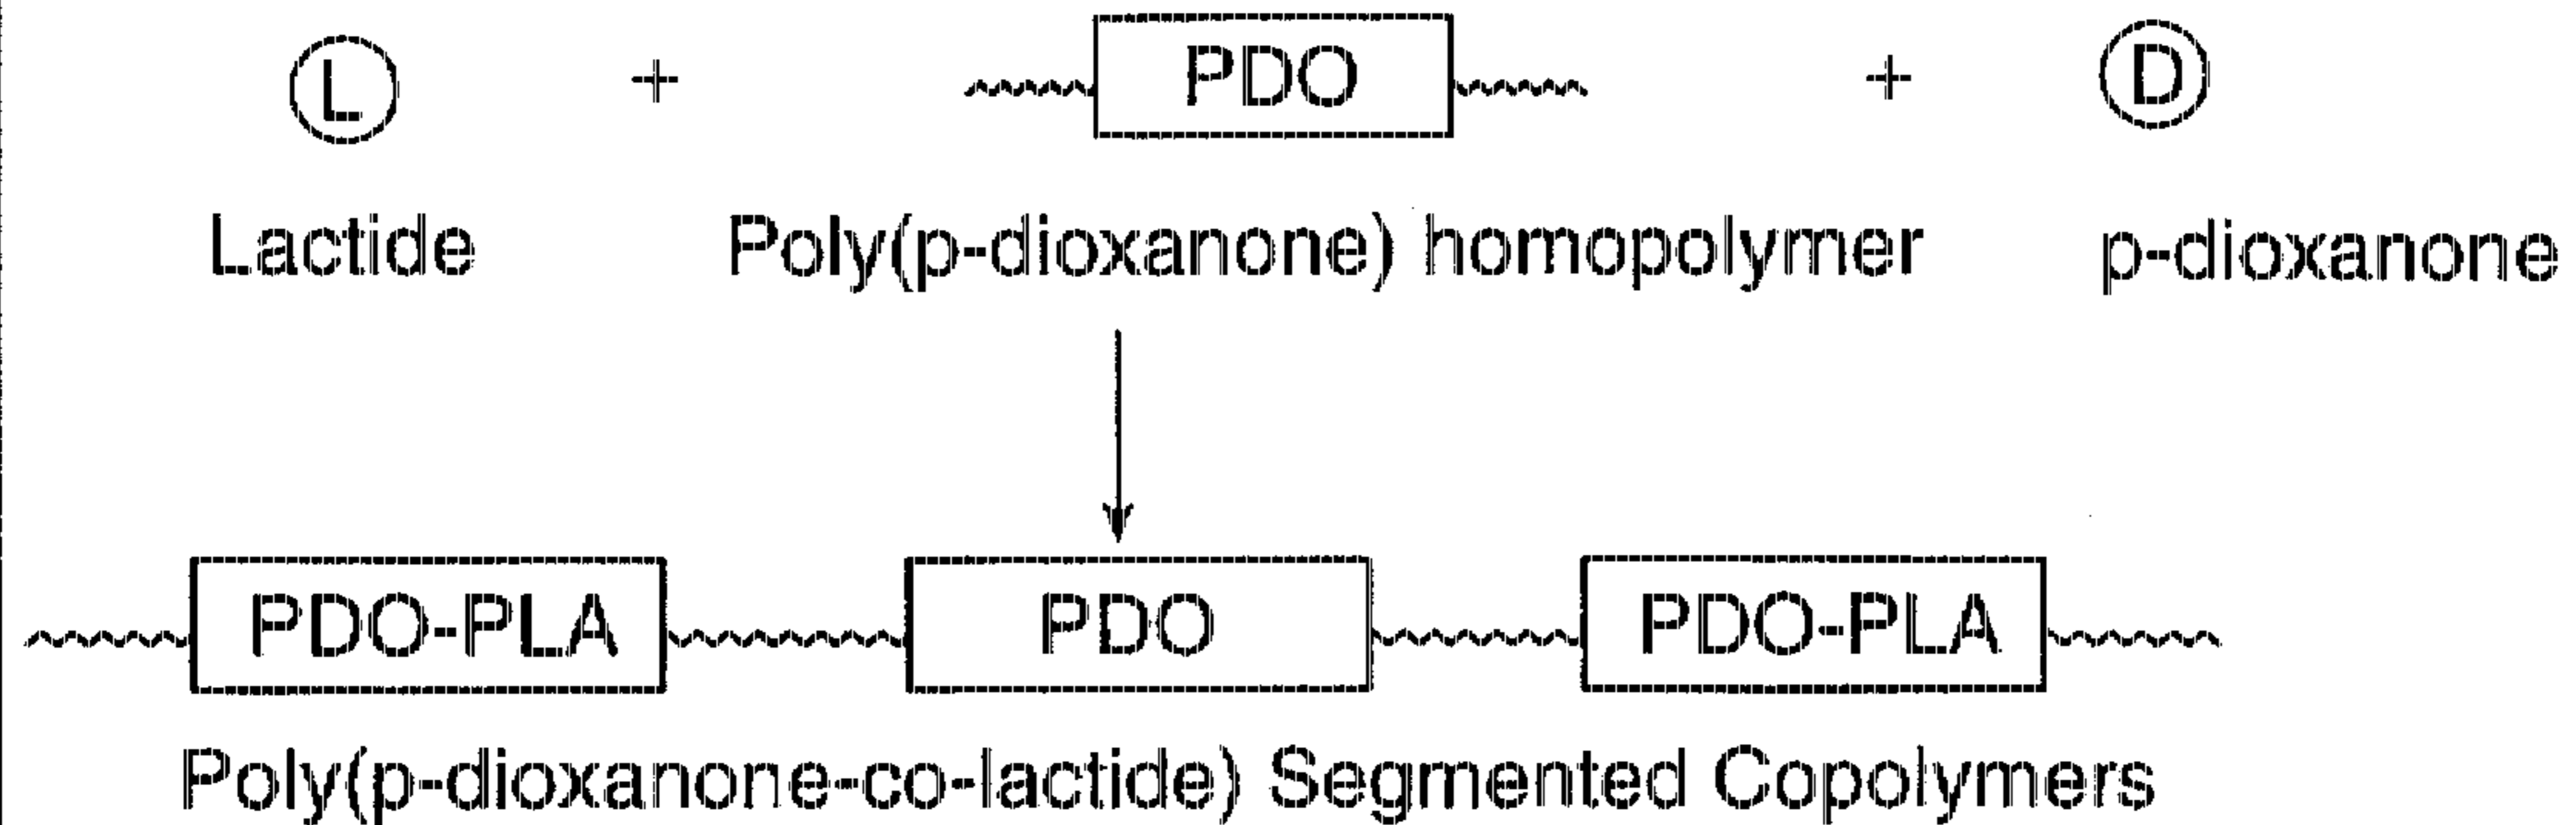 L + PDO + D
Lactide Poly(p-dioxanone) homopolymer p-dioxanone
PDO-PLA PDO PDO-PLA
Poly(p-dioxanone-co-lactide) Segmented Copolymers